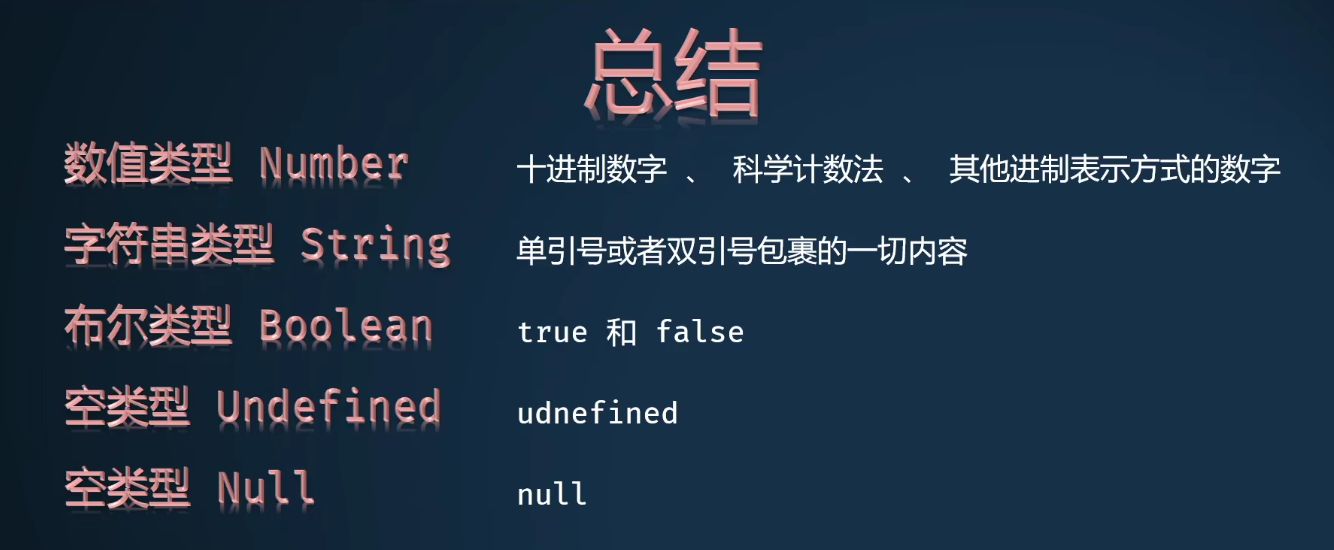 总结
数值类型 Number 十进制数字 、 科学计数法 、 其他进制表示方式的数字
字符串类型 String 单引号或者双引号包裹的一切内容
布尔类型 Boolean true 和 false
空类型 Undefined udnefined
空类型 Null null